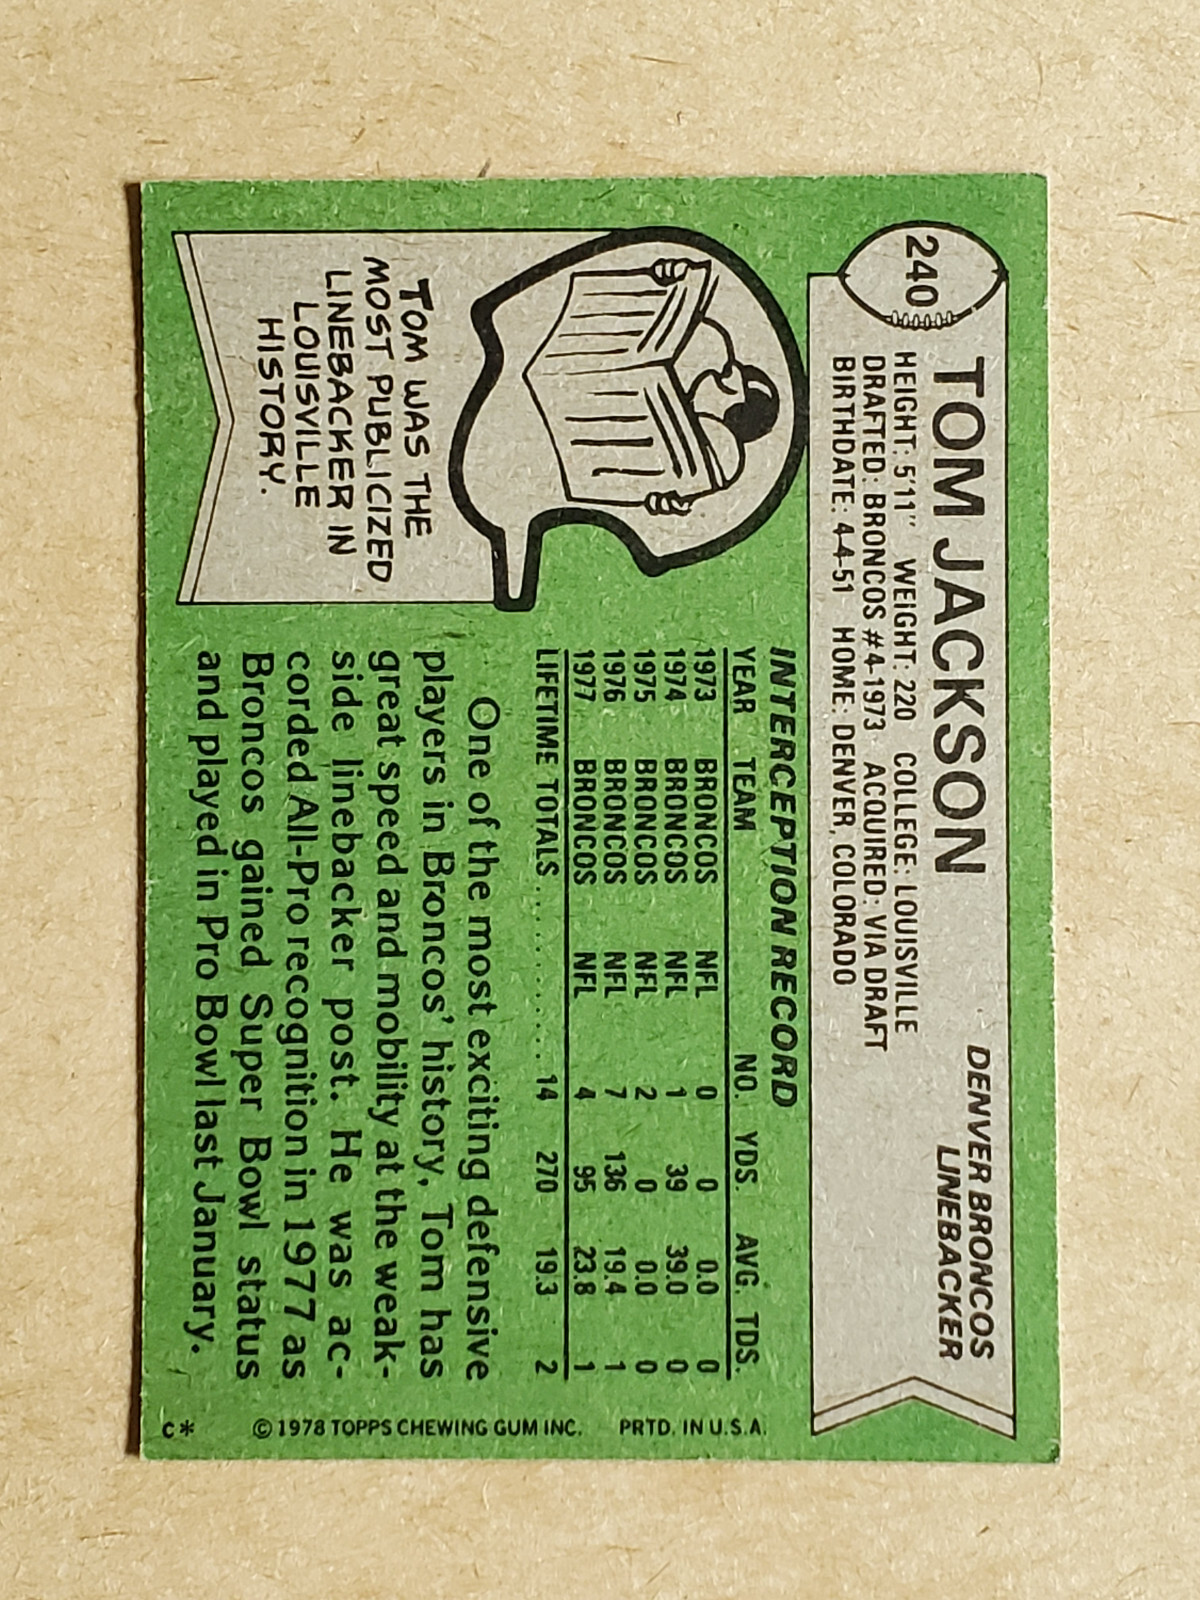 240
TOM JACKSON
DENVER BRONCOS
LINEBACKER
HEIGHT: 5'11" WEIGHT: 220 COLLEGE: LOUISVILLE
DRAFTED: BRONCOS #4-1973 ACQUIRED: VIA DRAFT
BIRTHDATE: 4-4-51 HOME: DENVER, COLORADO
TOM WAS THE
MOST PUBLICIZED
LINEBACKER IN
LOUISVILLE
HISTORY.
INTERCEPTION RECORD
YEAR TEAM NO. YDS. AVG. TDS.
1973 BRONCOS NFL 0 0 0.0 0
1974 BRONCOS NFL 1 39 39.0 0
1975 BRONCOS NFL 2 0 0.0 0
1976 BRONCOS NFL 7 136 19.4 1
1977 BRONCOS NFL 4 95 23.8 1
LIFETIME TOTALS .............. 14 270 19.3 2
One of the most exciting defensive
players in Broncos' history, Tom has
great speed and mobility at the weak-
side linebacker post. He was ac-
corded All-Pro recognition in 1977 as
Broncos gained Super Bowl status
and played in Pro Bowl last January.
C* © 1978 TOPPS CHEWING GUM INC. PRTD. IN U.S.A.